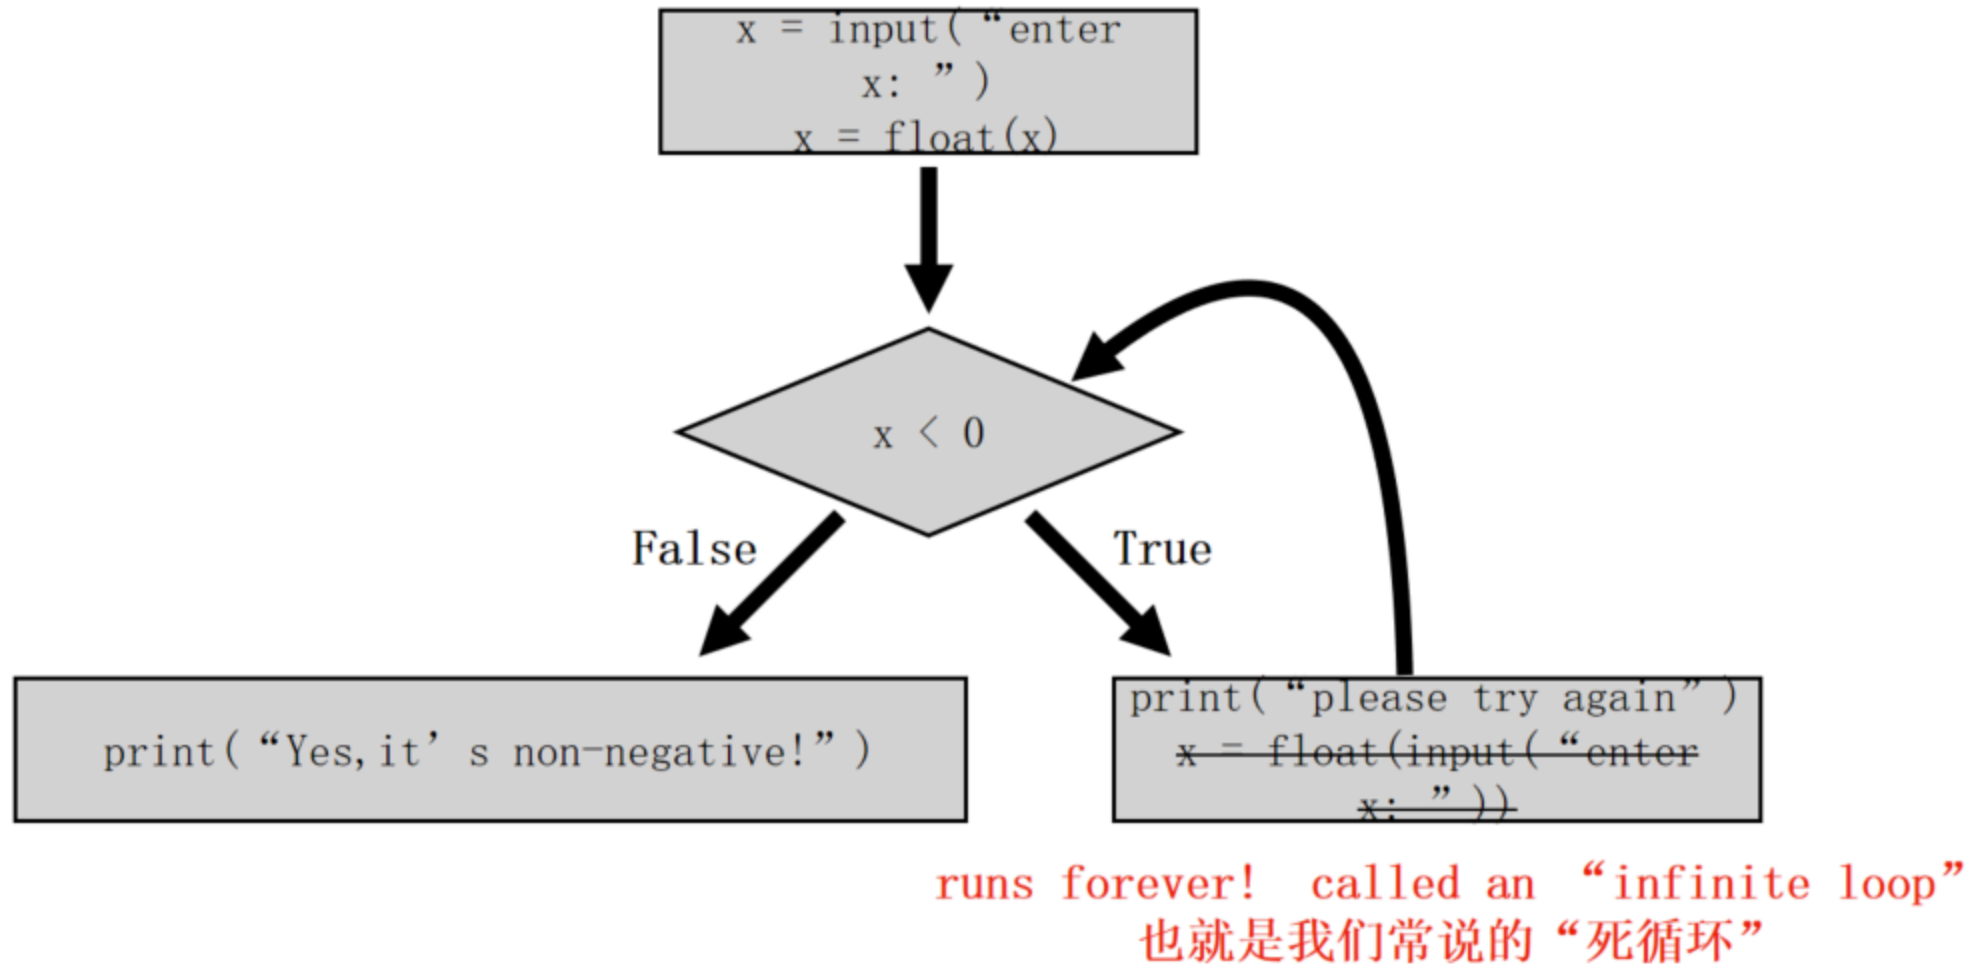 x = input(“enter
x: ”)
x = float(x)
x < 0
False
True
print(“Yes,it’s non-negative!”)
print(“please try again”)
x = float(input(“enter
x: ”))
runs forever! called an “infinite loop”
也就是我们常说的“死循环”